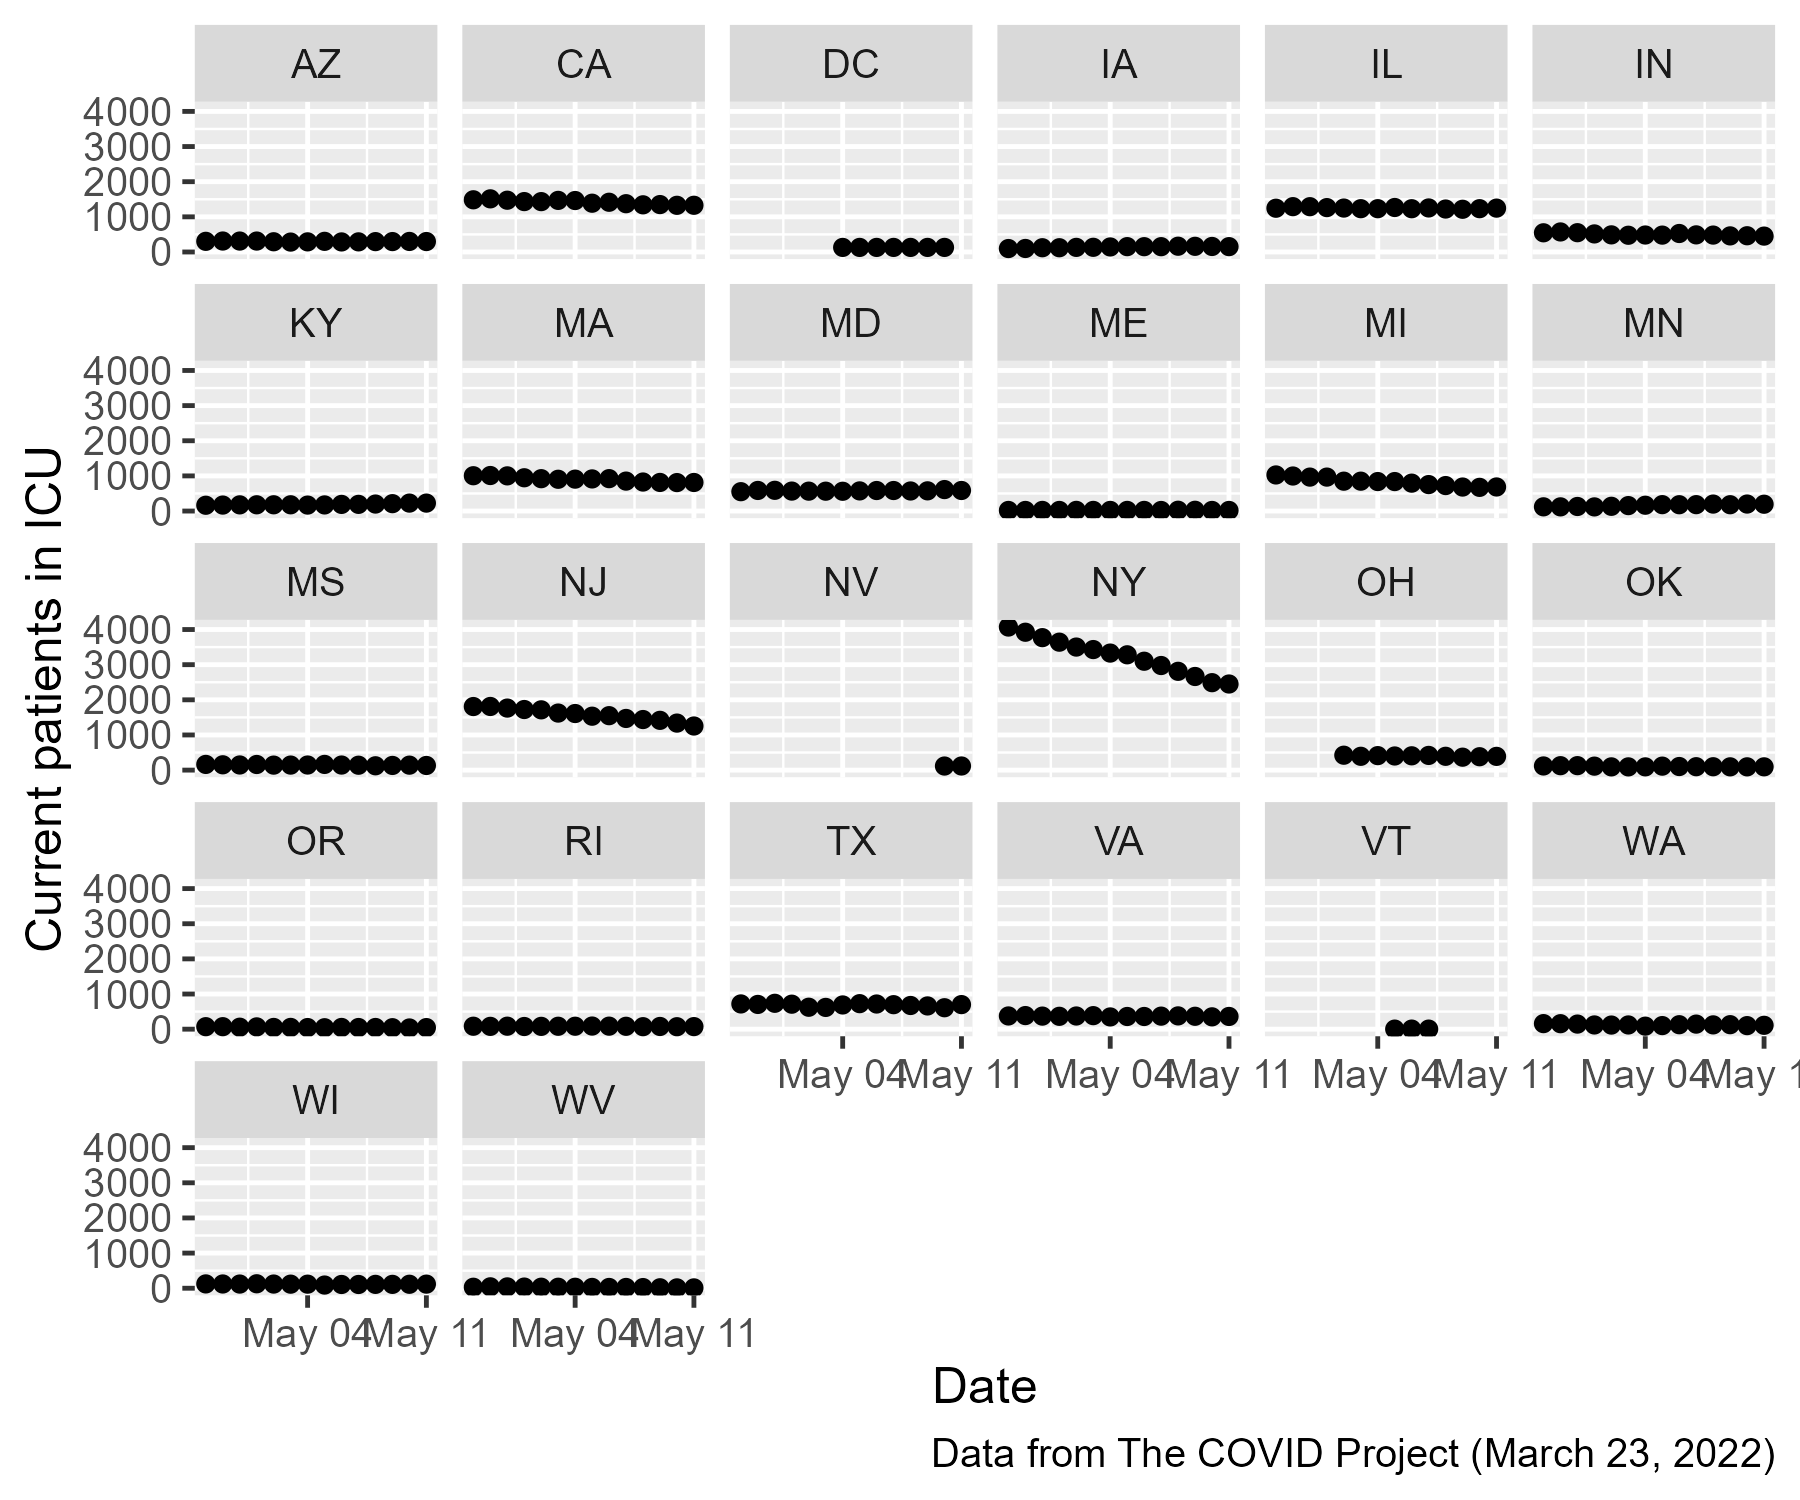 AZ CA DC IA IL IN
4000
3000
2000
1000
0
KY MA MD ME MI MN
4000
3000
2000
1000
0
MS NJ NV NY OH OK
4000
3000
2000
1000
0
OR RI TX VA VT WA
4000
3000
2000
1000
0
May 04 May 11 May 04 May 11 May 04 May 11 May 04 May 1
WI WV
4000
3000
2000
1000
0
May 04 May 11 May 04 May 11
Current patients in ICU
Date
Data from The COVID Project (March 23, 2022)